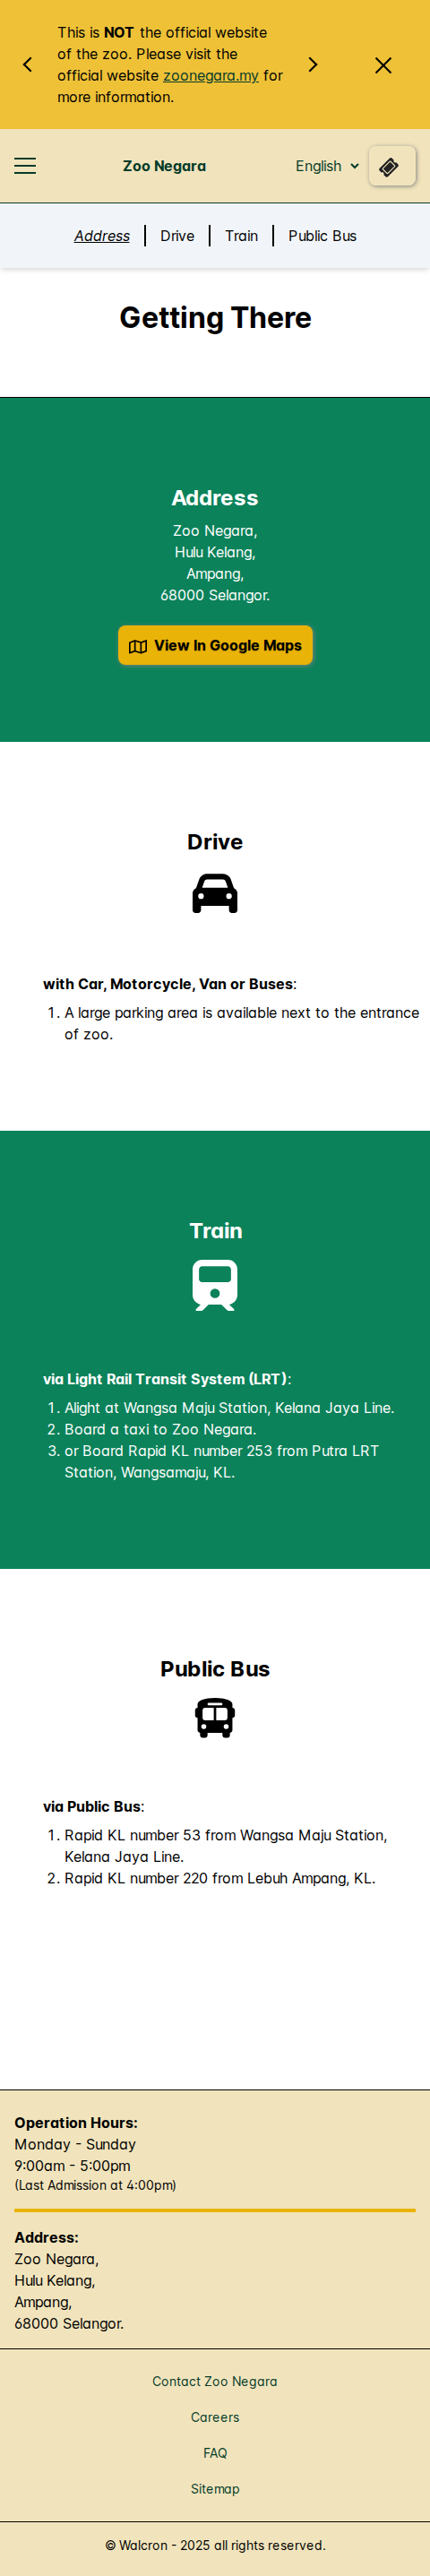 This is NOT the official website
of the zoo. Please visit the
official website zoonegara.my for
more information.
Zoo Negara
English
Address
Drive
Train
Public Bus
Getting There
Address
Zoo Negara,
Hulu Kelang,
Ampang,
68000 Selangor.
View In Google Maps
Drive
with Car, Motorcycle, Van or Buses:
1. A large parking area is available next to the entrance
of zoo.
Train
via Light Rail Transit System (LRT):
1. Alight at Wangsa Maju Station, Kelana Jaya Line.
2. Board a taxi to Zoo Negara.
3. or Board Rapid KL number 253 from Putra LRT
Station, Wangsamaju, KL.
Public Bus
via Public Bus:
1. Rapid KL number 53 from Wangsa Maju Station,
Kelana Jaya Line.
2. Rapid KL number 220 from Lebuh Ampang, KL.
Operation Hours:
Monday - Sunday
9:00am - 5:00pm
(Last Admission at 4:00pm)
Address:
Zoo Negara,
Hulu Kelang,
Ampang,
68000 Selangor.
Contact Zoo Negara
Careers
FAQ
Sitemap
© Walcron - 2025 all rights reserved.